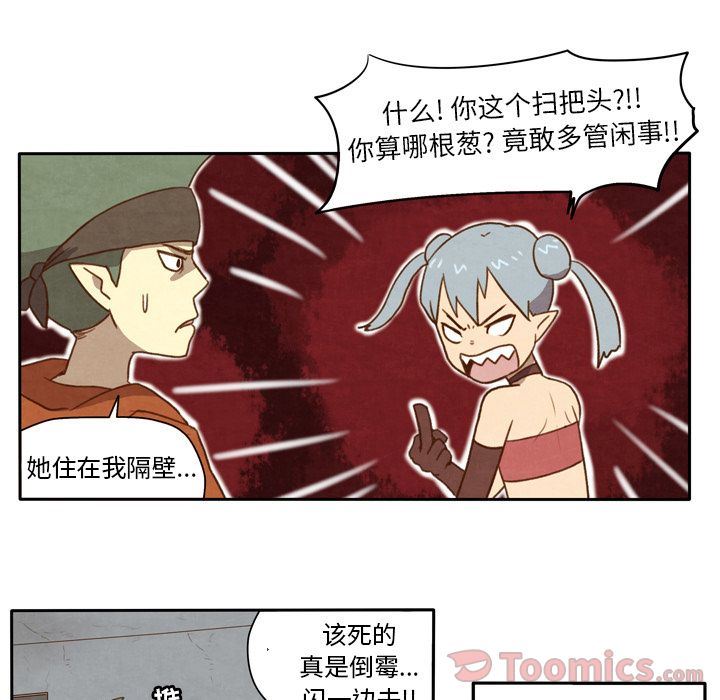 什么! 你这个扫把头?!!
你算哪根葱? 竟敢多管闲事!!
她住在我隔壁...
该死的
真是倒霉...
闪一边去!!
推
Toomics.com